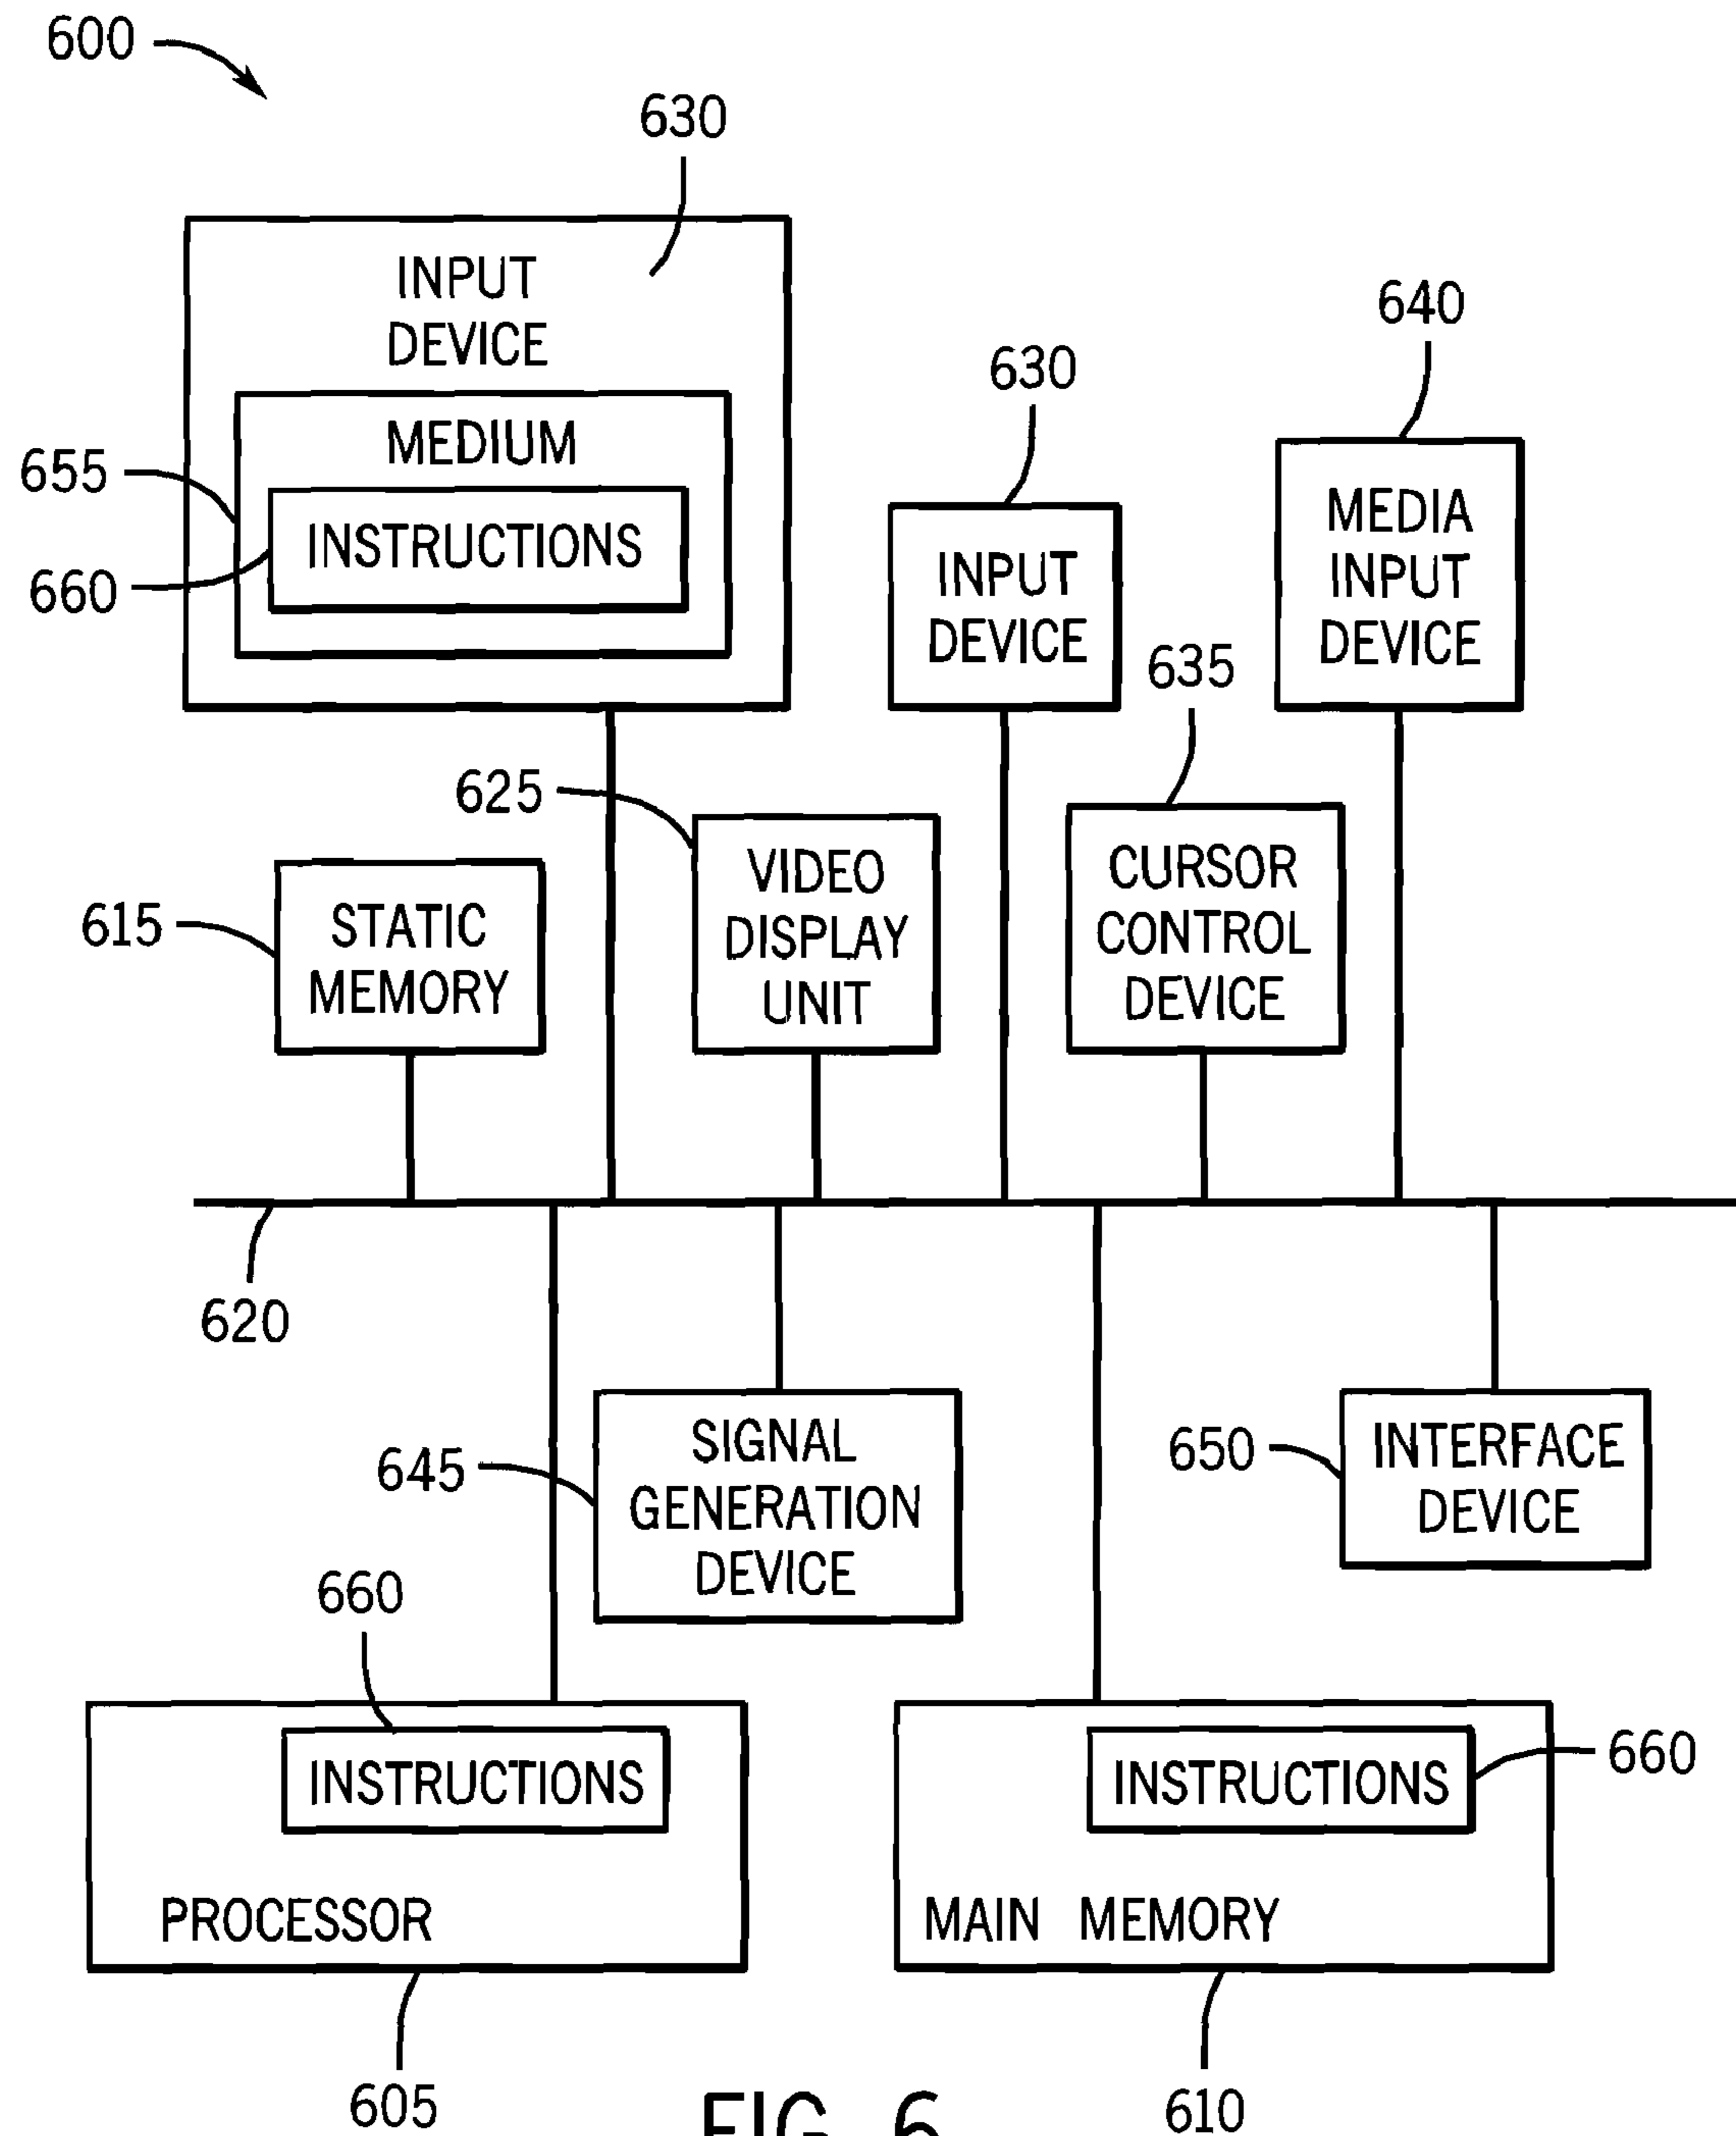 600
630
INPUT
DEVICE
640
630
MEDIUM
655
INSTRUCTIONS
MEDIA
INPUT
DEVICE
INPUT
DEVICE
660
635
625
VIDEO
DISPLAY
UNIT
CURSOR
CONTROL
DEVICE
615
STATIC
MEMORY
620
SIGNAL
GENERATION
DEVICE
645
650
INTERFACE
DEVICE
660
INSTRUCTIONS
INSTRUCTIONS
660
PROCESSOR
MAIN MEMORY
605
610
FIG. 6